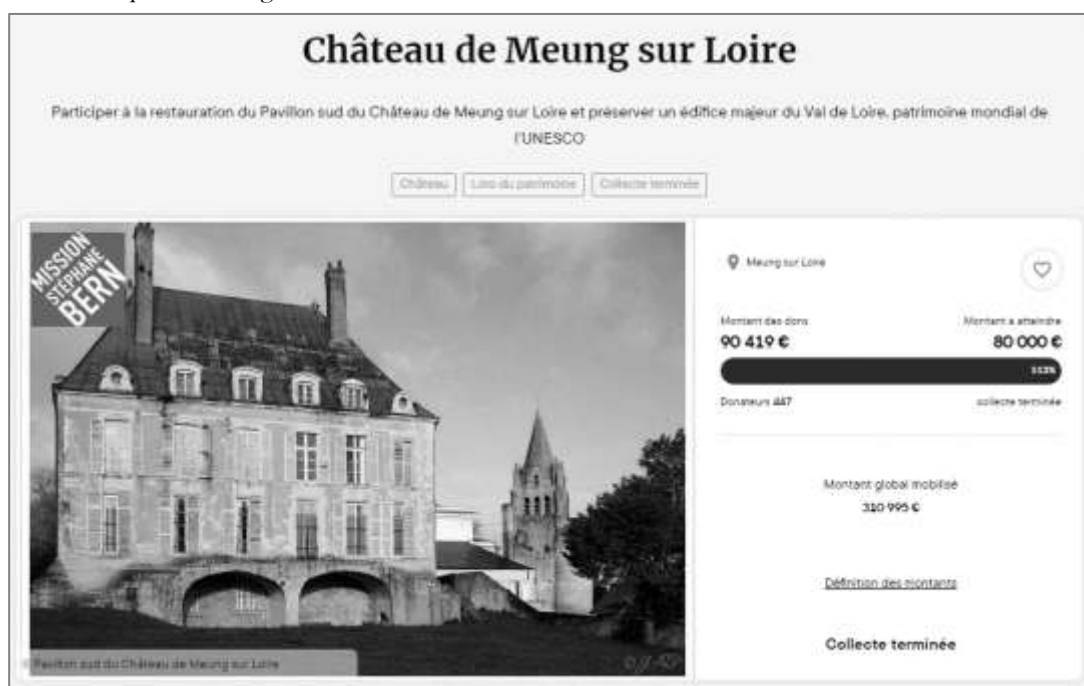 Château de Meung sur Loire
Participer à la restauration du Pavillon sud du Château de Meung sur Loire et préserver un édifice majeur du Val de Loire, patrimoine mondial de
l'UNESCO
Château
Loto du patrimoine
Collecte terminée
MISSION
STÉPHANE
BERN
Meung sur Loire
Montant des dons
Montant à atteindre
90 419 €
80 000 €
113%
Donateurs 447
collecte terminée
Montant global mobilisé
310 995 €
Définition des montants
Collecte terminée
Pavillon sud du Château de Meung sur Loire